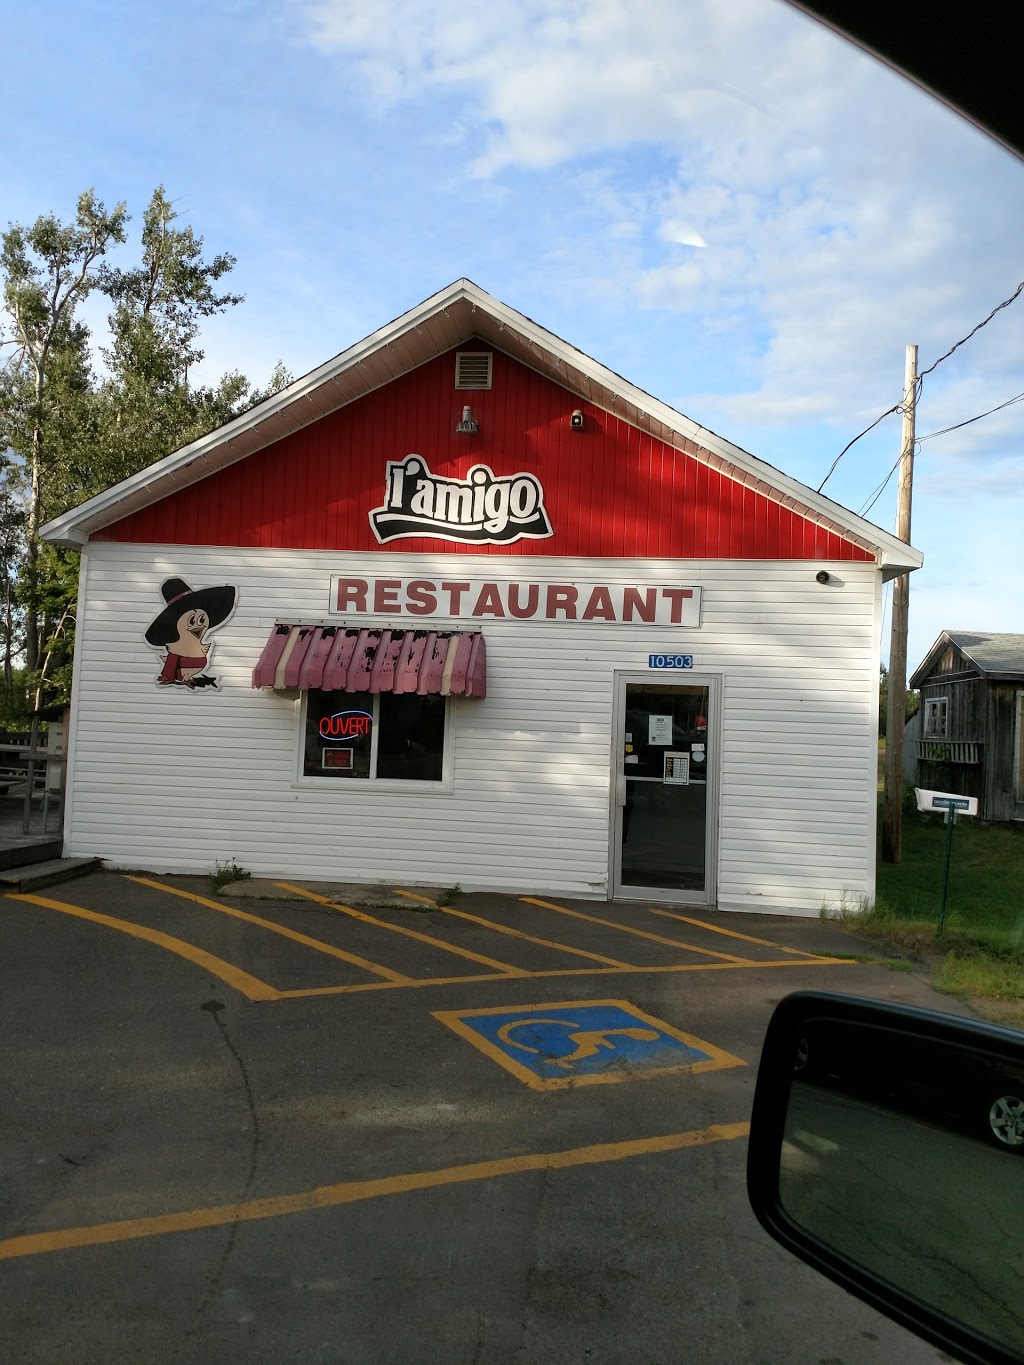 l'amigo
RESTAURANT
10503
OUVERT